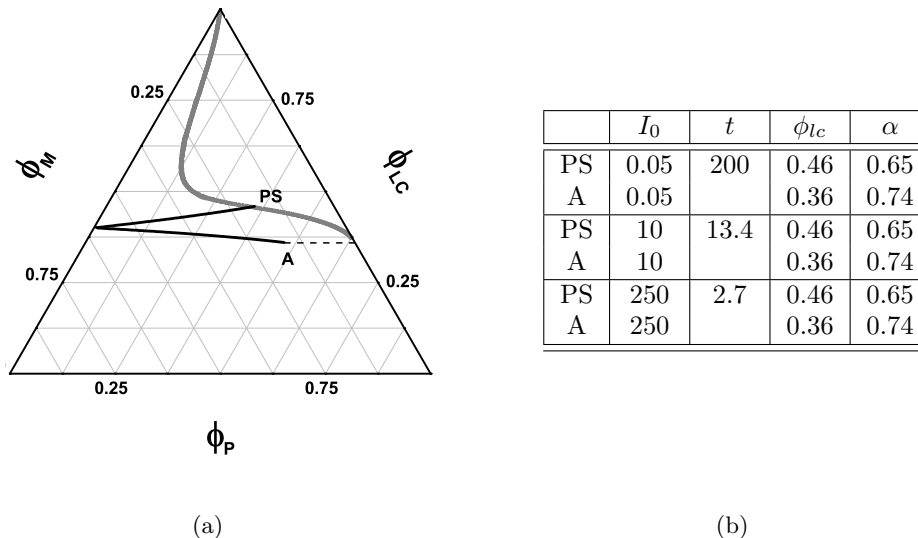 0.25
0.75
ϕM
ϕLC
PS
A
0.75
0.25
0.25
0.75
ϕP
(a)
I₀ t ϕlc α
PS 0.05 200 0.46 0.65
A 0.05 0.36 0.74
PS 10 13.4 0.46 0.65
A 10 0.36 0.74
PS 250 2.7 0.46 0.65
A 250 0.36 0.74
(b)